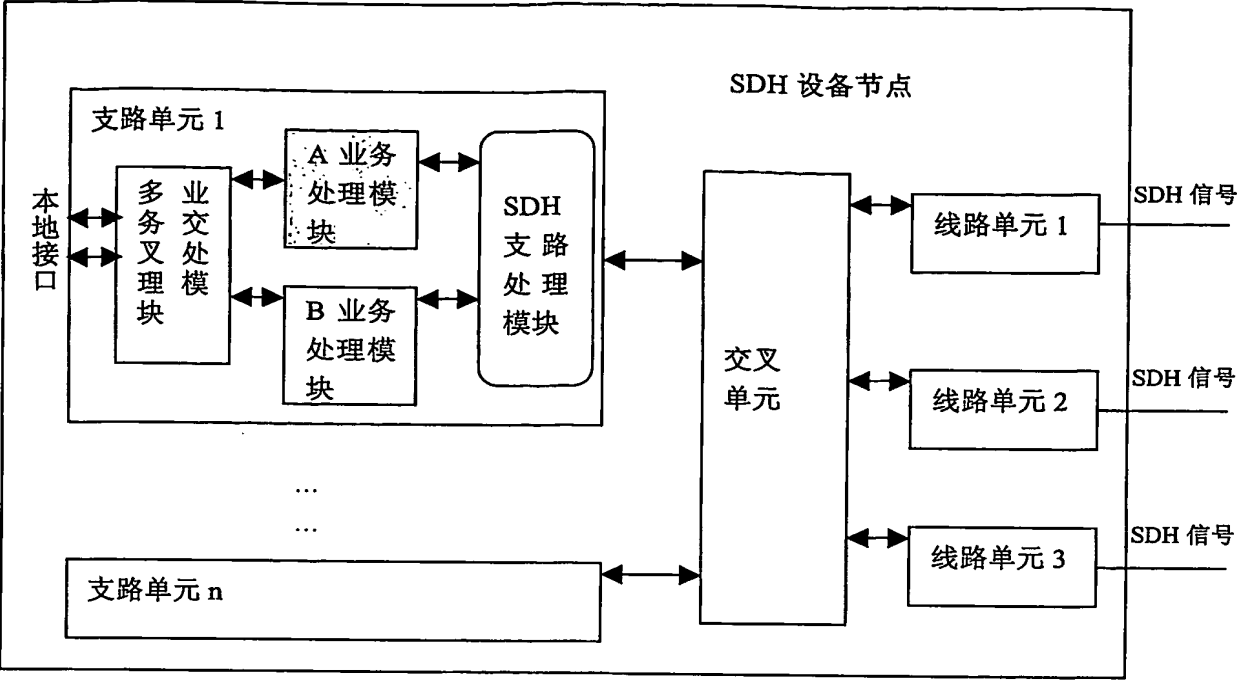 SDH 设备节点
支路单元 1
本
地
接
口
多 业
务 交
叉 处
理 模
块
A 业务
处理模
块
B 业务
处理模
块
SDH
支 路
处 理
模块
交叉
单元
线路单元 1
SDH 信号
线路单元 2
SDH 信号
线路单元 3
SDH 信号
...
...
支路单元 n